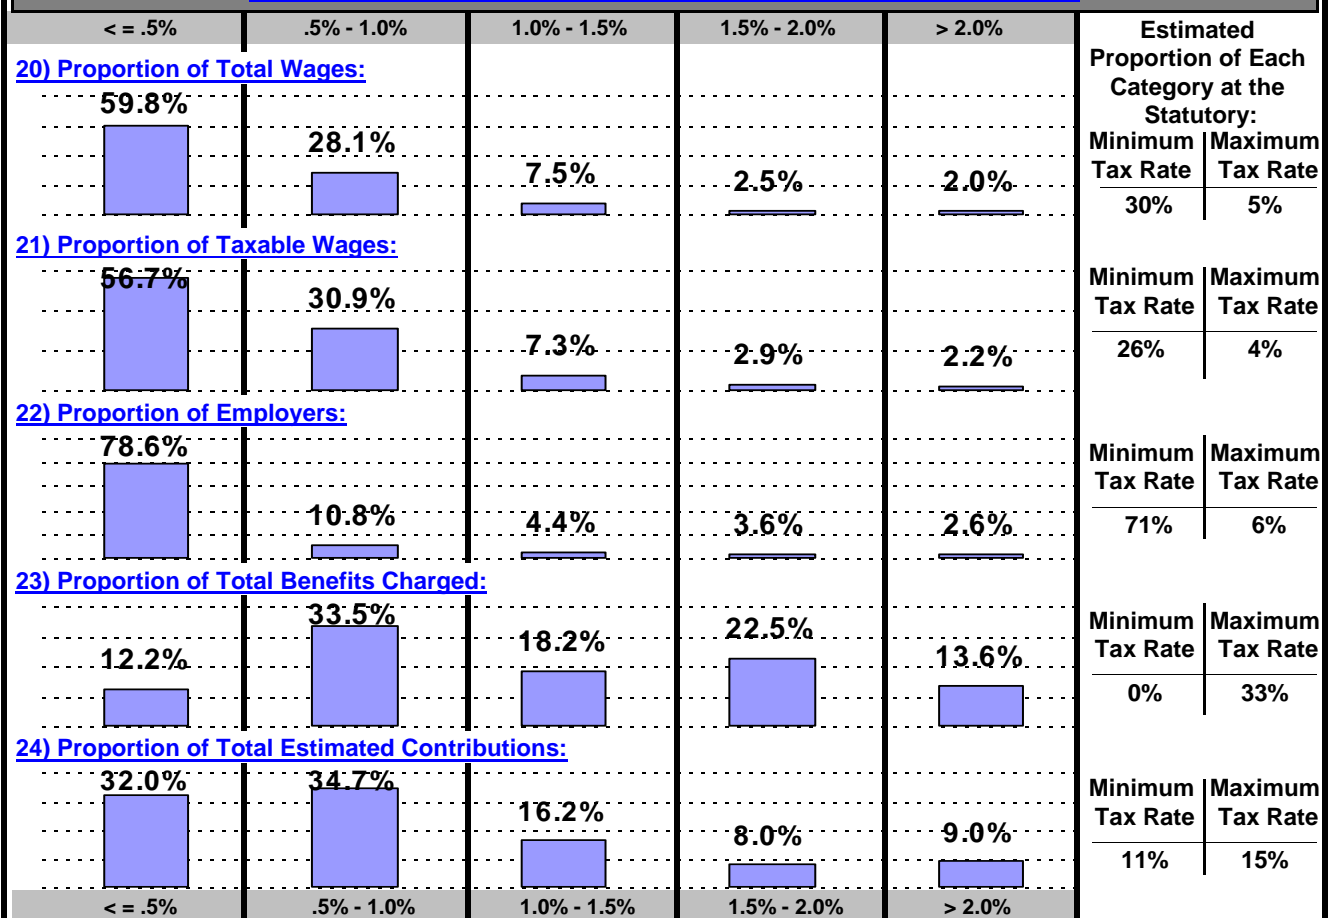 < = .5% .5% - 1.0% 1.0% - 1.5% 1.5% - 2.0% > 2.0%
Estimated
Proportion of Each
Category at the
Statutory:
20) Proportion of Total Wages:
59.8% 28.1% 7.5% 2.5% 2.0%
Minimum Maximum
Tax Rate Tax Rate
30% 5%
21) Proportion of Taxable Wages:
56.7% 30.9% 7.3% 2.9% 2.2%
Minimum Maximum
Tax Rate Tax Rate
26% 4%
22) Proportion of Employers:
78.6% 10.8% 4.4% 3.6% 2.6%
Minimum Maximum
Tax Rate Tax Rate
71% 6%
23) Proportion of Total Benefits Charged:
12.2% 33.5% 18.2% 22.5% 13.6%
Minimum Maximum
Tax Rate Tax Rate
0% 33%
24) Proportion of Total Estimated Contributions:
32.0% 34.7% 16.2% 8.0% 9.0%
Minimum Maximum
Tax Rate Tax Rate
11% 15%
< = .5% .5% - 1.0% 1.0% - 1.5% 1.5% - 2.0% > 2.0%